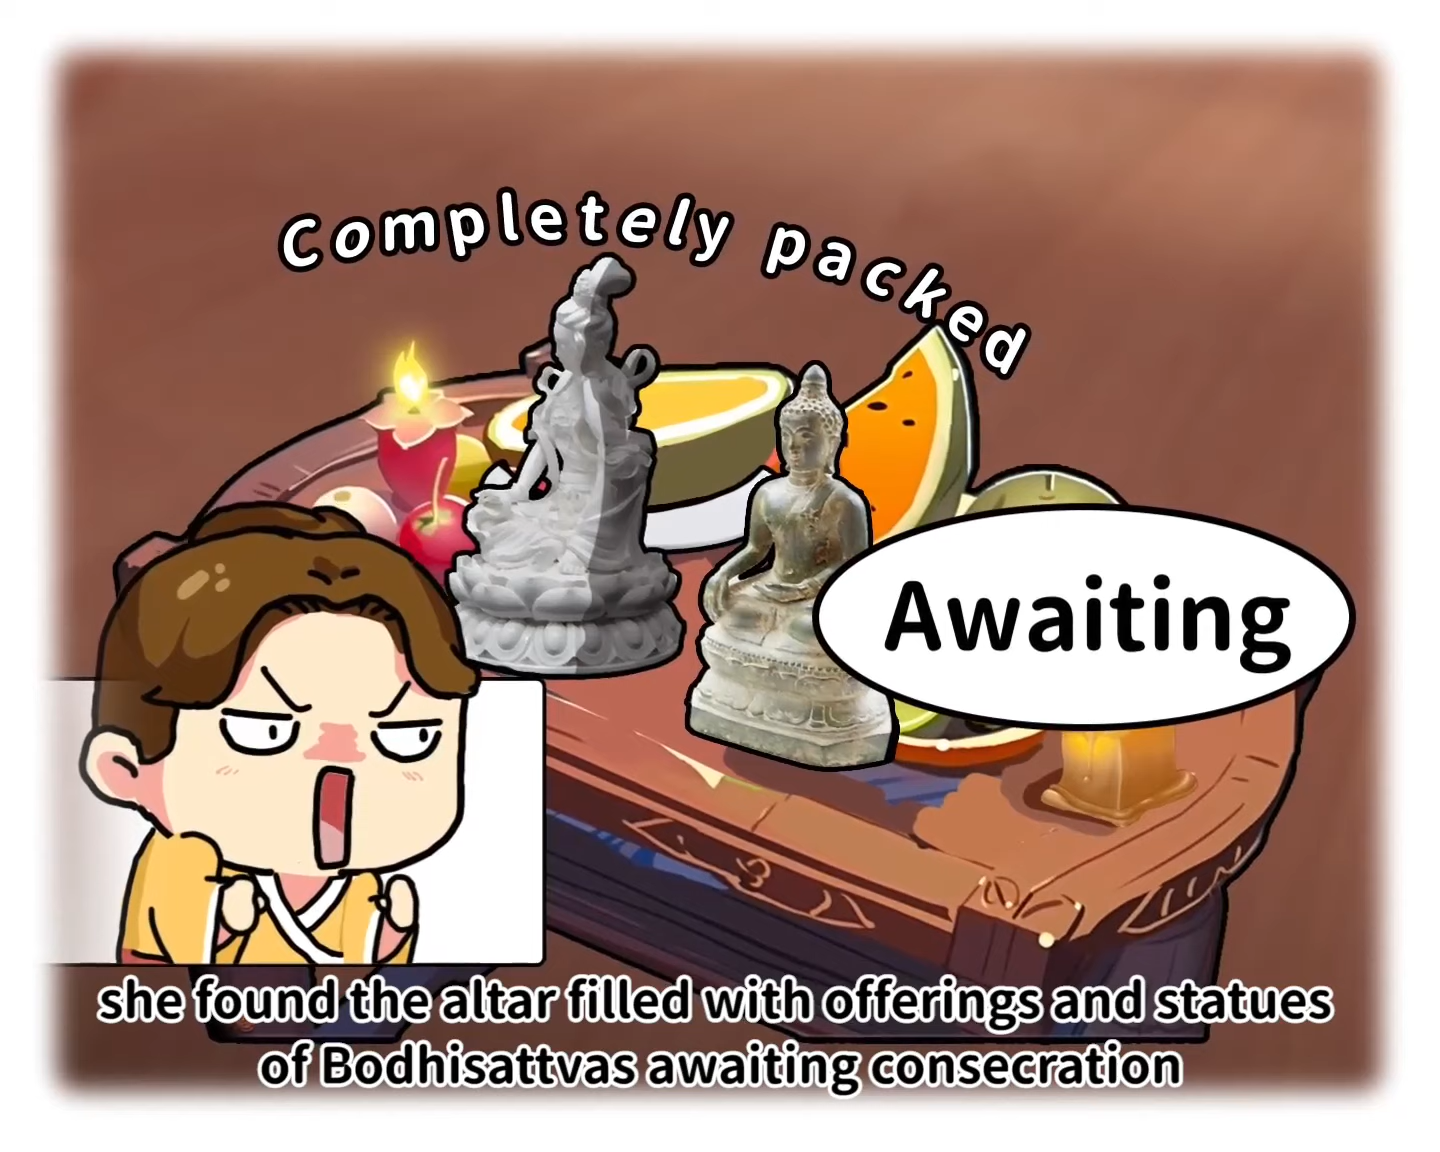 Completely packed
Awaiting
she found the altar filled with offerings and statues
of Bodhisattvas awaiting consecration